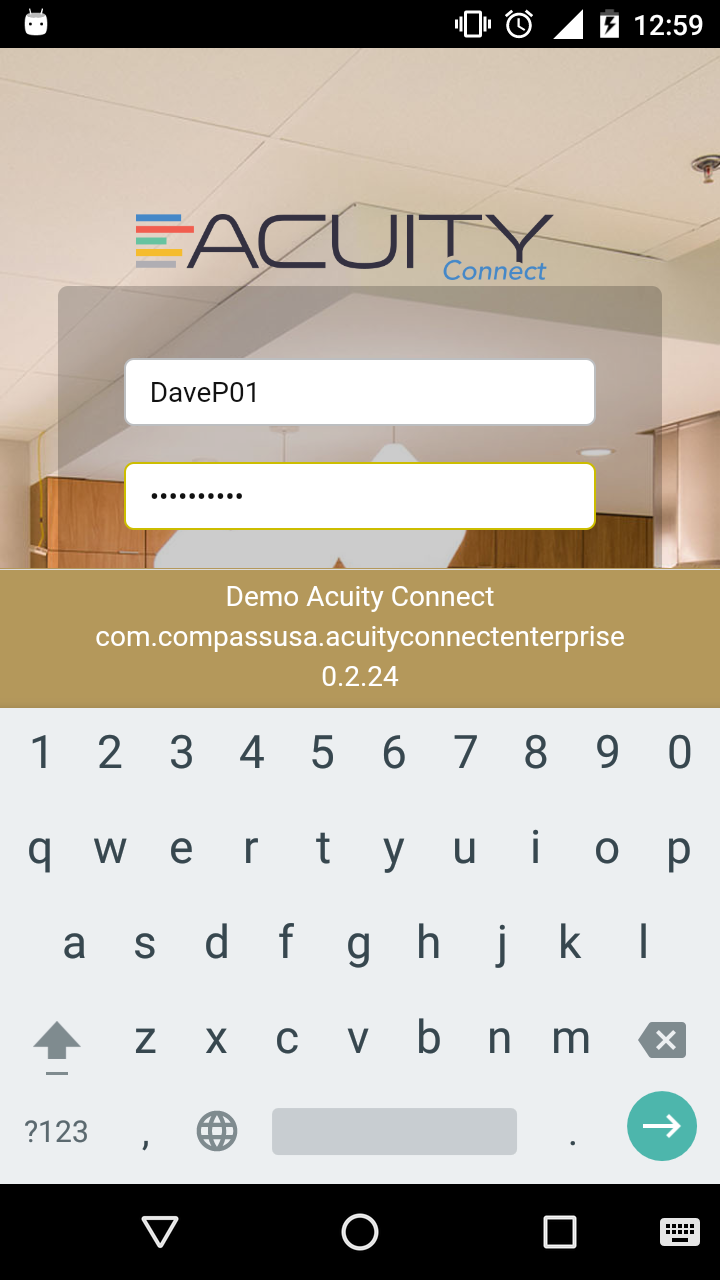 12:59
ACUITY
Connect
DaveP01
••••••••••
Demo Acuity Connect
com.compassusa.acuityconnectenterprise
0.2.24
1 2 3 4 5 6 7 8 9 0
q w e r t y u i o p
a s d f g h j k l
z x c v b n m
?123 , .